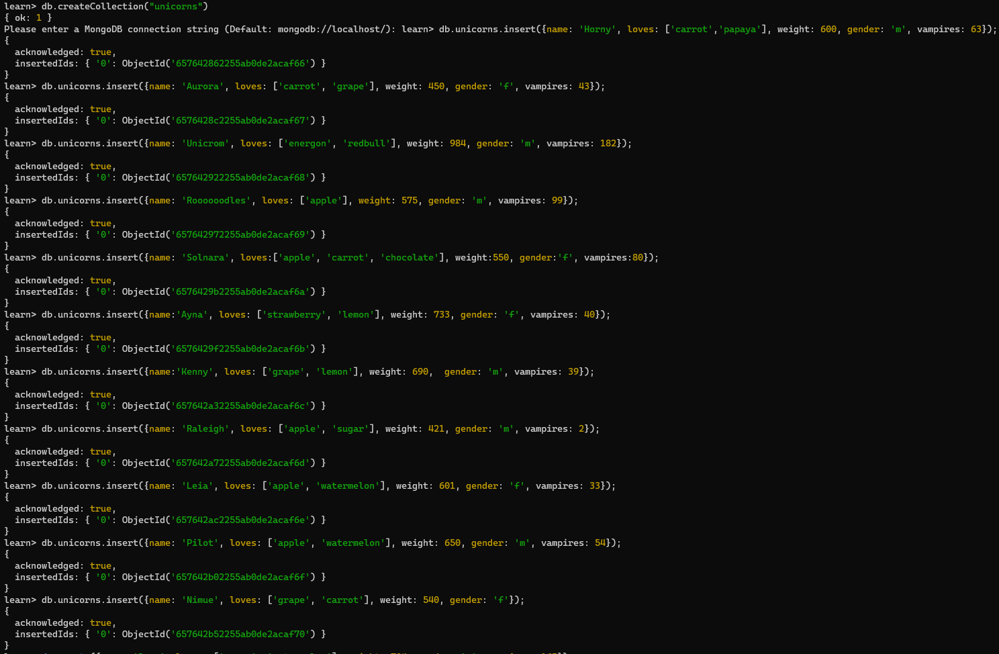 learn> db.createCollection("unicorns")
{ ok: 1 }
Please enter a MongoDB connection string (Default: mongodb://localhost/): learn> db.unicorns.insert({name: 'Horny', loves: ['carrot','papaya'], weight: 600, gender: 'm', vampires: 63});
{
  acknowledged: true,
  insertedIds: { '0': ObjectId('657642862255ab0de2acaf66') }
}
learn> db.unicorns.insert({name: 'Aurora', loves: ['carrot', 'grape'], weight: 450, gender: 'f', vampires: 43});
{
  acknowledged: true,
  insertedIds: { '0': ObjectId('6576428c2255ab0de2acaf67') }
}
learn> db.unicorns.insert({name: 'Unicrom', loves: ['energon', 'redbull'], weight: 984, gender: 'm', vampires: 182});
{
  acknowledged: true,
  insertedIds: { '0': ObjectId('657642922255ab0de2acaf68') }
}
learn> db.unicorns.insert({name: 'Roooooodles', loves: ['apple'], weight: 575, gender: 'm', vampires: 99});
{
  acknowledged: true,
  insertedIds: { '0': ObjectId('657642972255ab0de2acaf69') }
}
learn> db.unicorns.insert({name: 'Solnara', loves:['apple', 'carrot', 'chocolate'], weight:550, gender:'f', vampires:80});
{
  acknowledged: true,
  insertedIds: { '0': ObjectId('6576429b2255ab0de2acaf6a') }
}
learn> db.unicorns.insert({name:'Ayna', loves: ['strawberry', 'lemon'], weight: 733, gender: 'f', vampires: 40});
{
  acknowledged: true,
  insertedIds: { '0': ObjectId('6576429f2255ab0de2acaf6b') }
}
learn> db.unicorns.insert({name:'Kenny', loves: ['grape', 'lemon'], weight: 690,  gender: 'm', vampires: 39});
{
  acknowledged: true,
  insertedIds: { '0': ObjectId('657642a32255ab0de2acaf6c') }
}
learn> db.unicorns.insert({name: 'Raleigh', loves: ['apple', 'sugar'], weight: 421, gender: 'm', vampires: 2});
{
  acknowledged: true,
  insertedIds: { '0': ObjectId('657642a72255ab0de2acaf6d') }
}
learn> db.unicorns.insert({name: 'Leia', loves: ['apple', 'watermelon'], weight: 601, gender: 'f', vampires: 33});
{
  acknowledged: true,
  insertedIds: { '0': ObjectId('657642ac2255ab0de2acaf6e') }
}
learn> db.unicorns.insert({name: 'Pilot', loves: ['apple', 'watermelon'], weight: 650, gender: 'm', vampires: 54});
{
  acknowledged: true,
  insertedIds: { '0': ObjectId('657642b02255ab0de2acaf6f') }
}
learn> db.unicorns.insert({name: 'Nimue', loves: ['grape', 'carrot'], weight: 540, gender: 'f'});
{
  acknowledged: true,
  insertedIds: { '0': ObjectId('657642b52255ab0de2acaf70') }
}